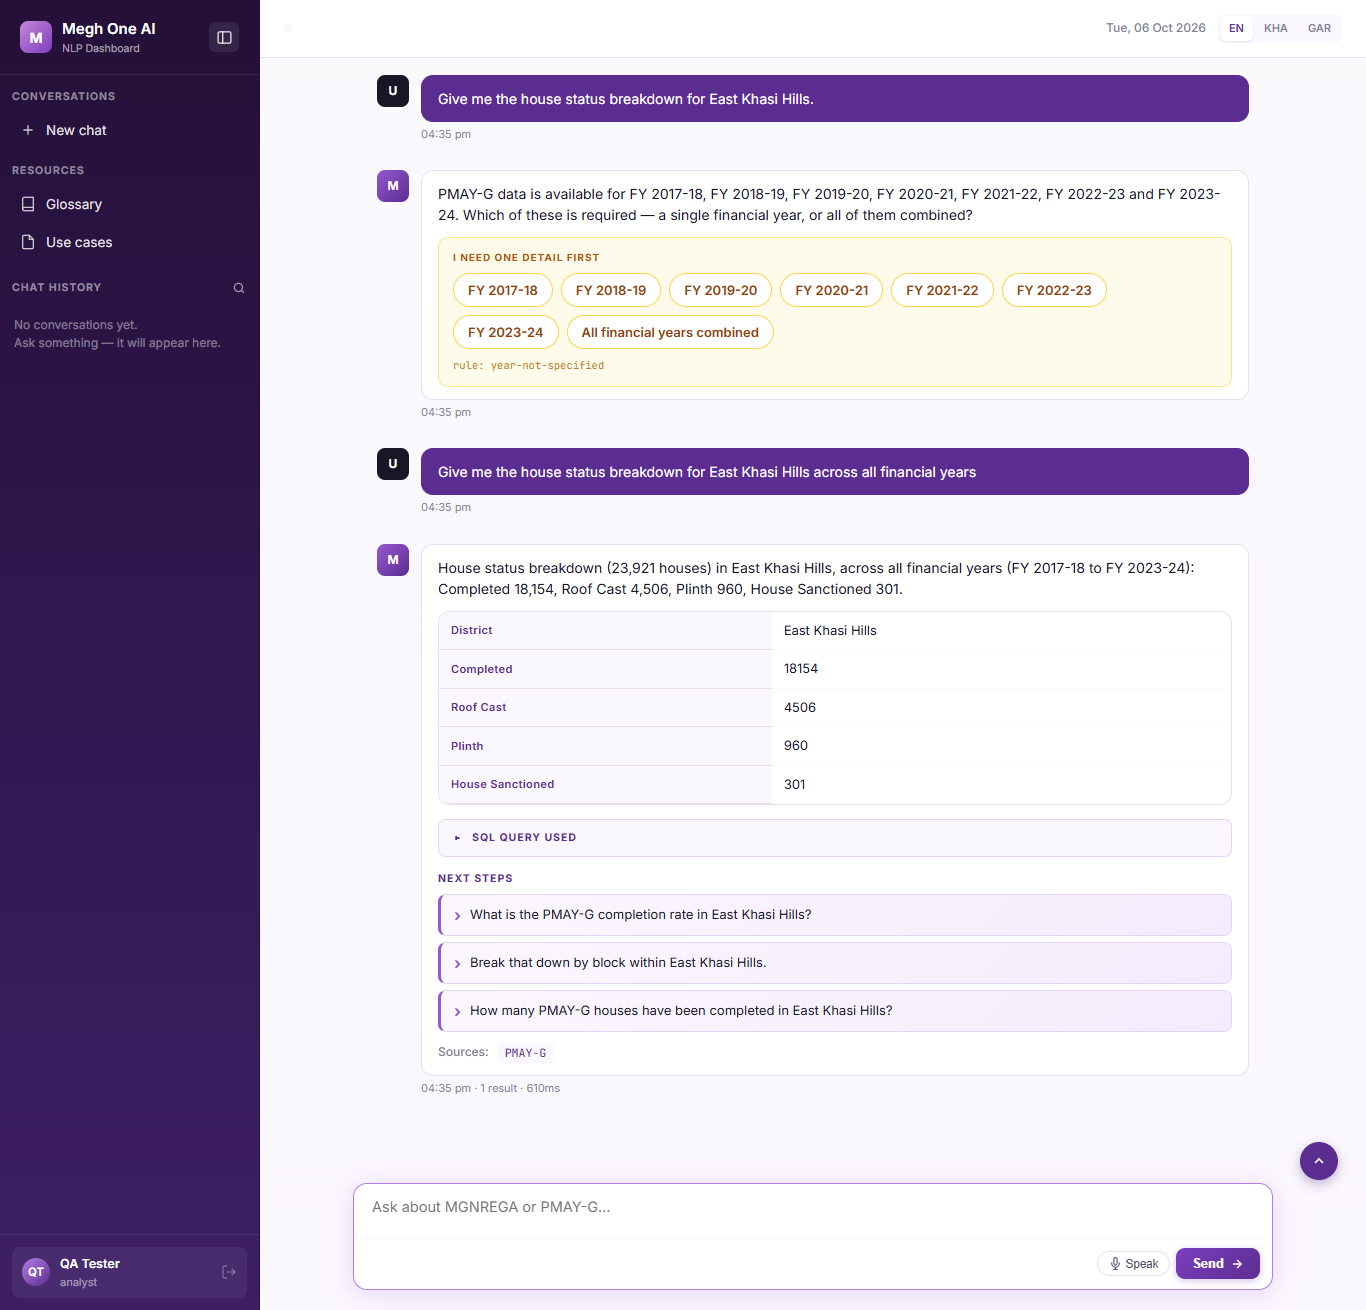 M
Megh One AI
NLP Dashboard
CONVERSATIONS
+ New chat
RESOURCES
Glossary
Use cases
CHAT HISTORY
No conversations yet.
Ask something — it will appear here.
QT
QA Tester
analyst
Tue, 06 Oct 2026
EN KHA GAR
U
Give me the house status breakdown for East Khasi Hills.
04:35 pm
M
PMAY-G data is available for FY 2017-18, FY 2018-19, FY 2019-20, FY 2020-21, FY 2021-22, FY 2022-23 and FY 2023-
24. Which of these is required — a single financial year, or all of them combined?
I NEED ONE DETAIL FIRST
FY 2017-18 FY 2018-19 FY 2019-20 FY 2020-21 FY 2021-22 FY 2022-23
FY 2023-24 All financial years combined
rule: year-not-specified
04:35 pm
U
Give me the house status breakdown for East Khasi Hills across all financial years
04:35 pm
M
House status breakdown (23,921 houses) in East Khasi Hills, across all financial years (FY 2017-18 to FY 2023-24):
Completed 18,154, Roof Cast 4,506, Plinth 960, House Sanctioned 301.
District East Khasi Hills
Completed 18154
Roof Cast 4506
Plinth 960
House Sanctioned 301
SQL QUERY USED
NEXT STEPS
What is the PMAY-G completion rate in East Khasi Hills?
Break that down by block within East Khasi Hills.
How many PMAY-G houses have been completed in East Khasi Hills?
Sources: PMAY-G
04:35 pm · 1 result · 610ms
Ask about MGNREGA or PMAY-G...
Speak
Send →